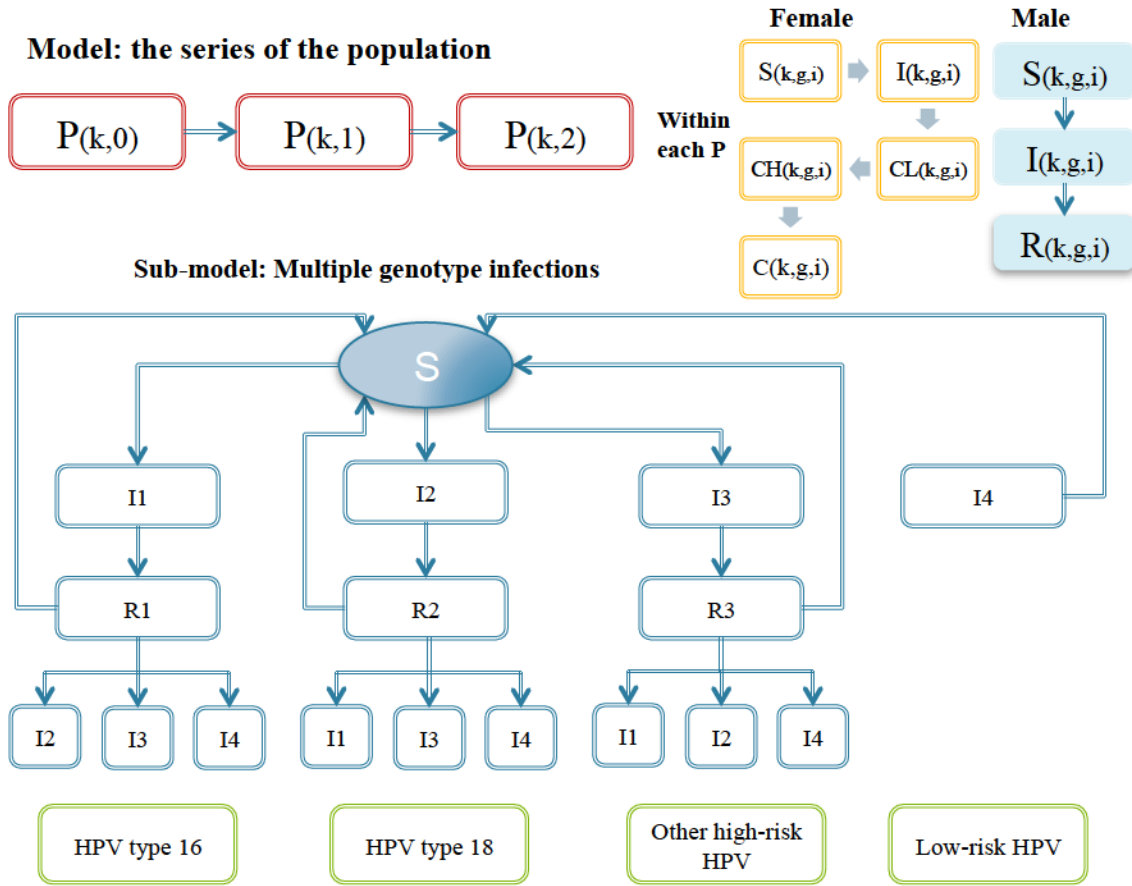 Model: the series of the population
P(k,0)
P(k,1)
P(k,2)
Female
Male
Within
each P
S(k,g,i)
I(k,g,i)
CH(k,g,i)
CL(k,g,i)
C(k,g,i)
S(k,g,i)
I(k,g,i)
R(k,g,i)
Sub-model: Multiple genotype infections
S
I1
I2
I3
I4
R1
R2
R3
I2
I3
I4
I1
I3
I4
I1
I2
I4
HPV type 16
HPV type 18
Other high-risk
HPV
Low-risk HPV